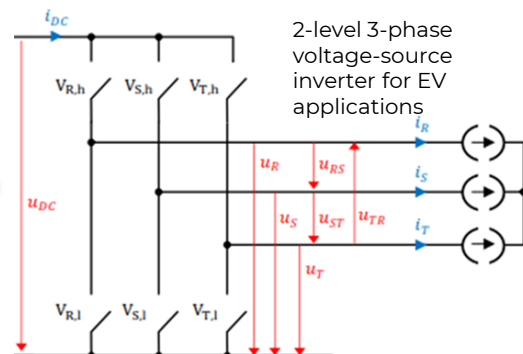 i_DC
2-level 3-phase
voltage-source
inverter for EV
applications
V_R,h V_S,h V_T,h
i_R
u_R u_RS
i_S
u_DC
u_S u_ST u_TR
i_T
u_T
V_R,l V_S,l V_T,l